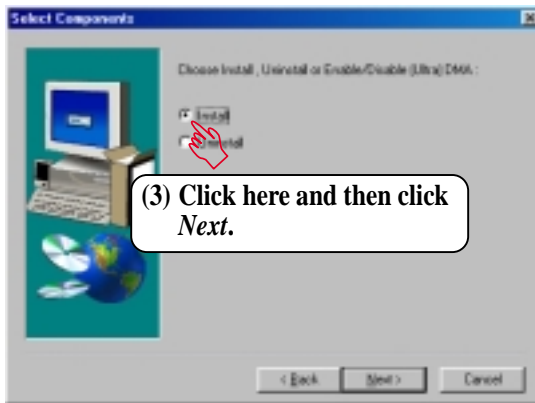 Select Components
Choose Install, Uninstall or Enable/Disable (Ultra) DMA :
Install
Uninstall
(3) Click here and then click
Next.
< Back
Next >
Cancel